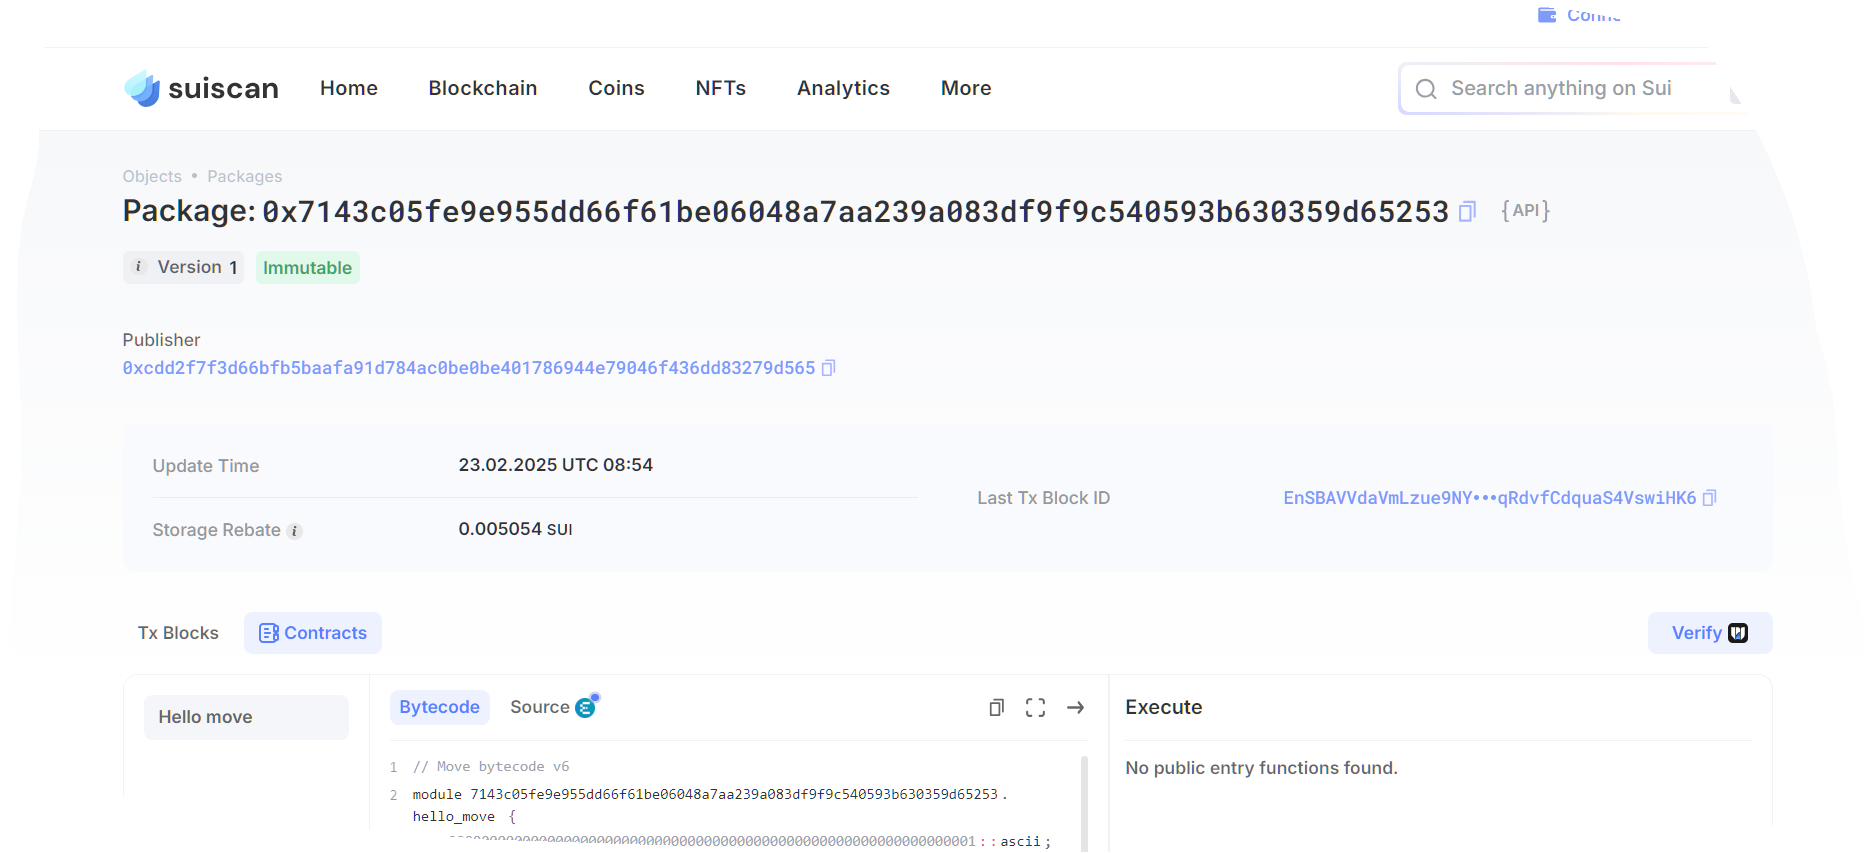 suiscan Home Blockchain Coins NFTs Analytics More Search anything on Sui
Objects • Packages
Package: 0x7143c05fe9e955dd66f61be06048a7aa239a083df9f9c540593b630359d65253 {API}
i Version 1 Immutable
Publisher
0xcdd2f7f3d66bfb5baafa91d784ac0be0be401786944e79046f436dd83279d565
Update Time 23.02.2025 UTC 08:54
Last Tx Block ID EnSBAVVdaVmLzue9NY•••qRdvfCdquaS4VswiHK6
Storage Rebate i 0.005054 SUI
Tx Blocks Contracts Verify
Hello move
Bytecode Source
Execute
1 // Move bytecode v6
2 module 7143c05fe9e955dd66f61be06048a7aa239a083df9f9c540593b630359d65253.
hello_move {
::ascii;
No public entry functions found.